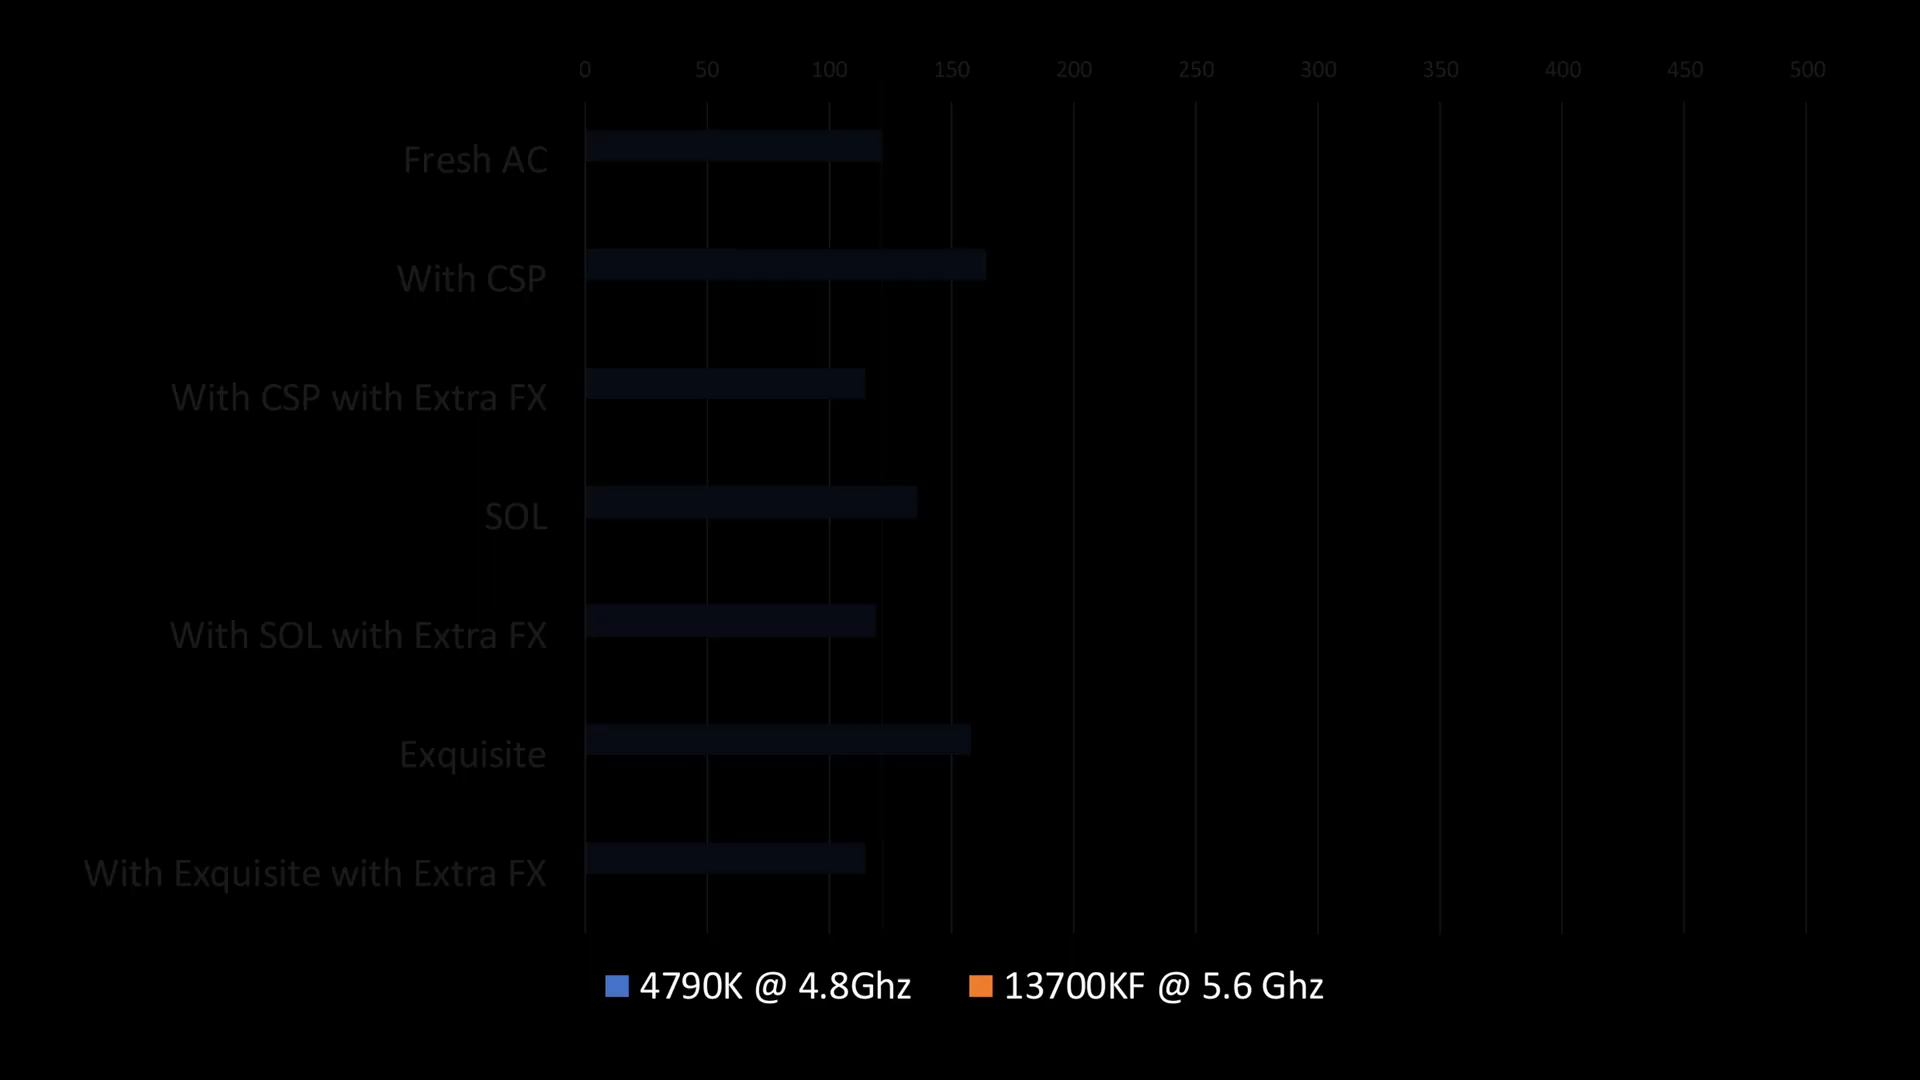 0 50 100 150 200 250 300 350 400 450 500
Fresh AC
With CSP
With CSP with Extra FX
SOL
With SOL with Extra FX
Exquisite
With Exquisite with Extra FX
4790K @ 4.8Ghz 13700KF @ 5.6 Ghz